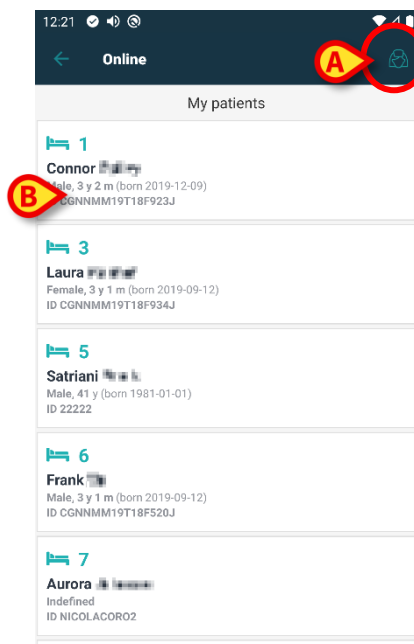 12:21
Online
A
My patients
1
Connor
Male, 3 y 2 m (born 2019-12-09)
B
CGNNMM19T18F923J
3
Laura
Female, 3 y 1 m (born 2019-09-12)
ID CGNNMM19T18F934J
5
Satriani
Male, 41 y (born 1981-01-01)
ID 22222
6
Frank
Male, 3 y 1 m (born 2019-09-12)
ID CGNNMM19T18F520J
7
Aurora
Indefined
ID NICOLACORO2